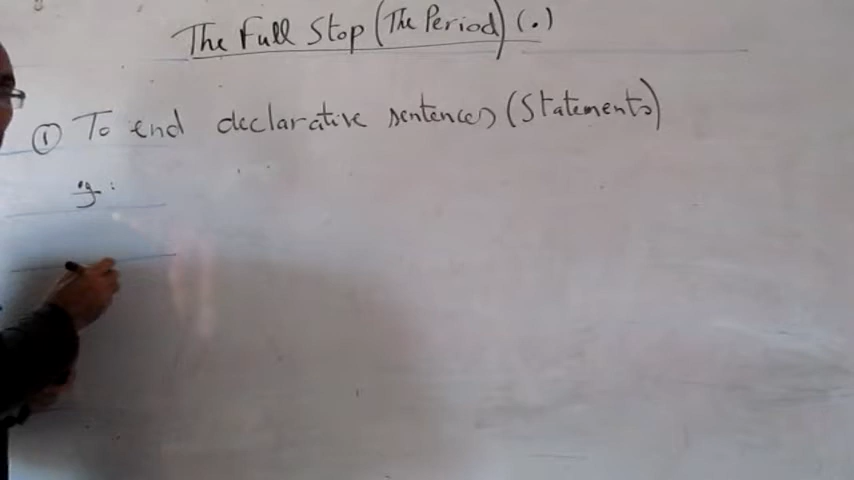 The Full Stop (The Period) (.)
① To end declarative sentences (Statements)
eg: